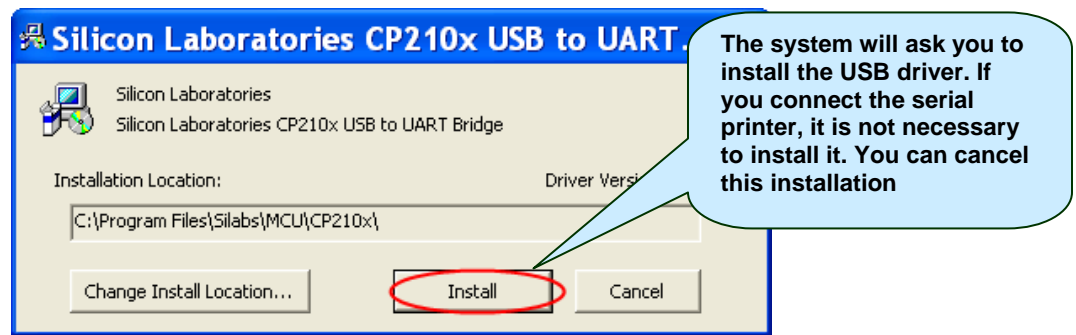 Silicon Laboratories CP210x USB to UART.
The system will ask you to
install the USB driver. If
you connect the serial
printer, it is not necessary
to install it. You can cancel
this installation
Silicon Laboratories
Silicon Laboratories CP210x USB to UART Bridge
Installation Location:
Driver
C:\Program Files\Silabs\MCU\CP210x\
Change Install Location...
Install
Cancel